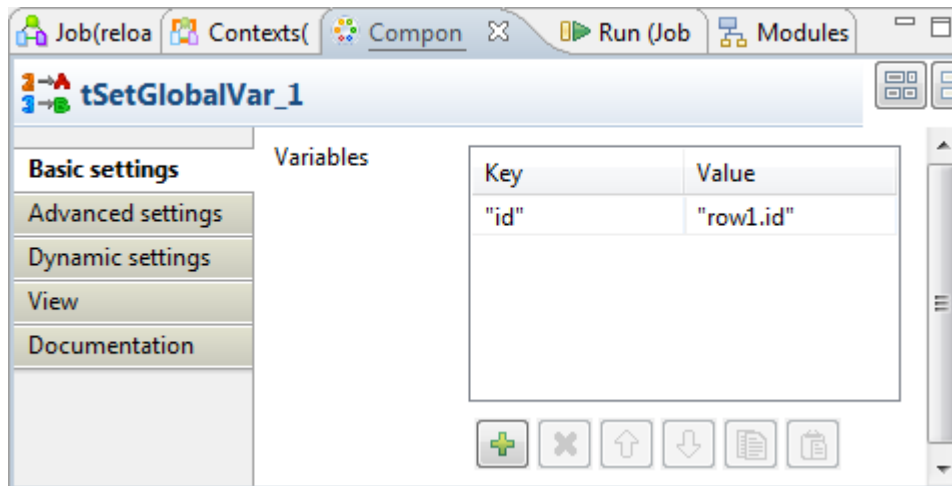 Job(reloa Contexts( Compon Run (Job Modules
tSetGlobalVar_1
Basic settings
Advanced settings
Dynamic settings
View
Documentation
Variables
Key Value
"id" "row1.id"